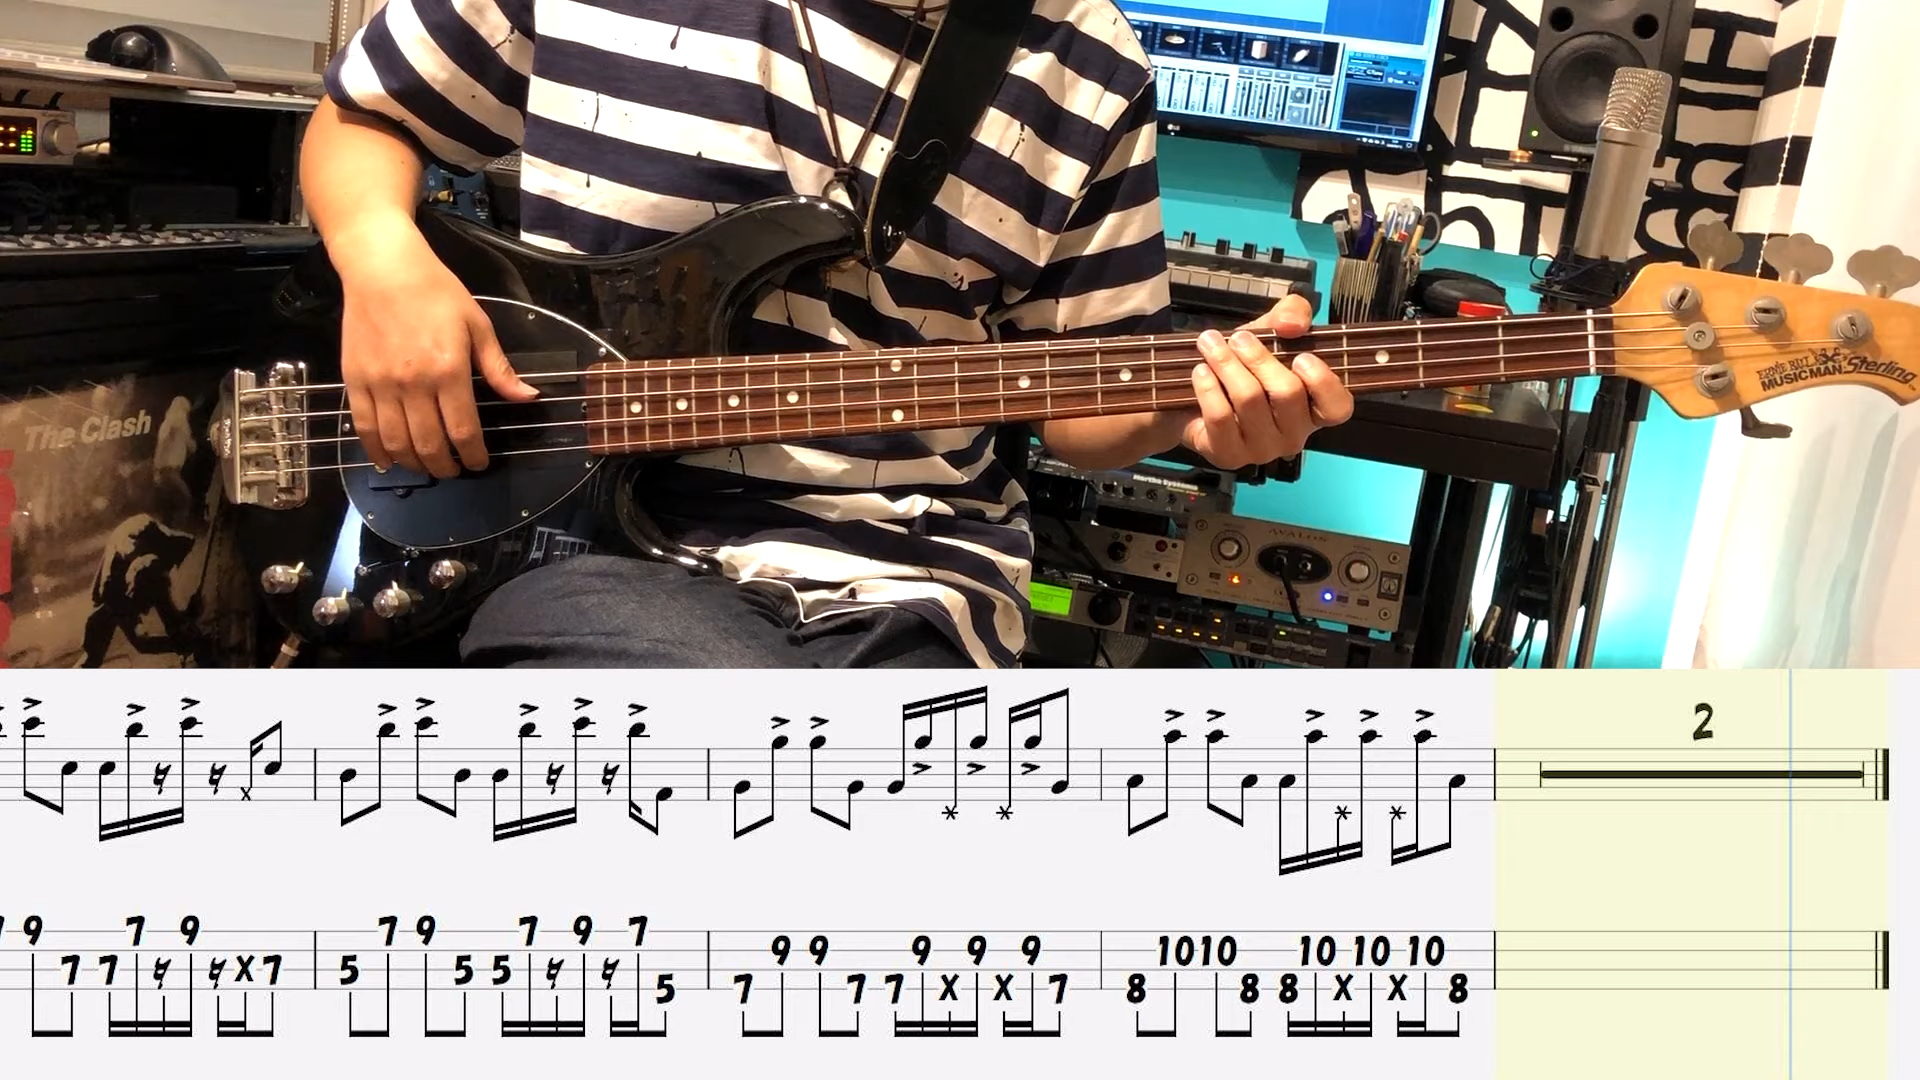 The Clash
LG
ERNIE BALL
MUSICMAN
Sterling
AVALON
2
9 7 7 7 9 X 7
5 7 9 5 5 7 9 7 5
7 9 9 7 7 9 X 9 X 9 7
8 10 10 8 8 10 X 10 X 10 8